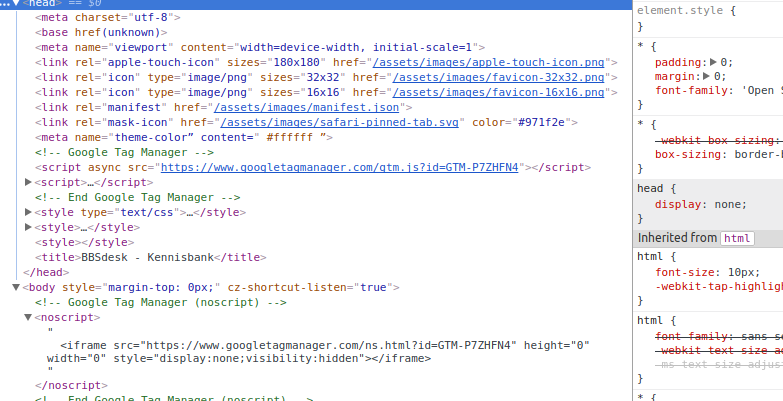 ...▼<head> == $0
<meta charset="utf-8">
<base href(unknown)>
<meta name="viewport" content="width=device-width, initial-scale=1">
<link rel="apple-touch-icon" sizes="180x180" href="/assets/images/apple-touch-icon.png">
<link rel="icon" type="image/png" sizes="32x32" href="/assets/images/favicon-32x32.png">
<link rel="icon" type="image/png" sizes="16x16" href="/assets/images/favicon-16x16.png">
<link rel="manifest" href="/assets/images/manifest.json">
<link rel="mask-icon" href="/assets/images/safari-pinned-tab.svg" color="#971f2e">
<meta name="theme-color” content=" #ffffff ”>
<!-- Google Tag Manager -->
<script async src="https://www.googletagmanager.com/gtm.js?id=GTM-P7ZHFN4"></script>
▶<script>…</script>
<!-- End Google Tag Manager -->
▶<style type="text/css">…</style>
▶<style>…</style>
<style></style>
<title>BBSdesk - Kennisbank</title>
</head>
▼<body style="margin-top: 0px;" cz-shortcut-listen="true">
<!-- Google Tag Manager (noscript) -->
▼<noscript>
"
<iframe src="https://www.googletagmanager.com/ns.html?id=GTM-P7ZHFN4" height="0"
width="0" style="display:none;visibility:hidden"></iframe>
"
</noscript>
<!-- End Google Tag Manager (noscript) -->
element.style {
}
* {
padding:▶ 0;
margin:▶ 0;
font-family: 'Open S
}
* {
-webkit-box-sizing:
box-sizing: border-b
}
head {
display: none;
}
Inherited from html
html {
font-size: 10px;
-webkit-tap-highligh
}
html {
font-family: sans-s
-webkit-text-size-a
-ms-text-size-adjus
}
* {